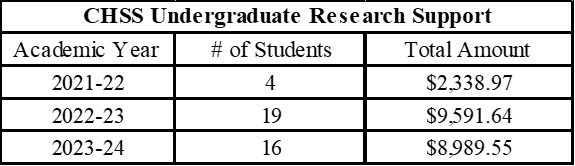 CHSS Undergraduate Research Support
Academic Year # of Students Total Amount
2021-22 4 $2,338.97
2022-23 19 $9,591.64
2023-24 16 $8,989.55